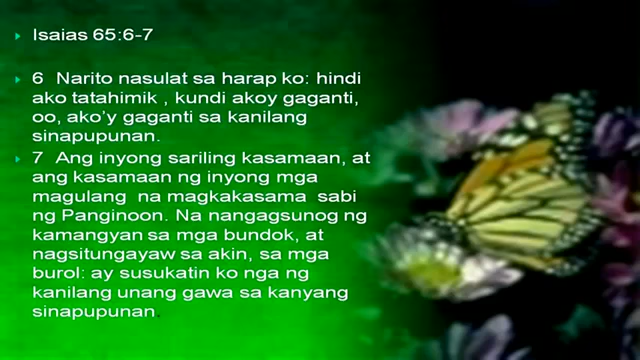 Isaias 65:6-7
6 Narito nasulat sa harap ko: hindi
ako tatahimik , kundi akoy gaganti,
oo, ako'y gaganti sa kanilang
sinapupunan.
7 Ang inyong sariling kasamaan, at
ang kasamaan ng inyong mga
magulang na magkakasama sabi
ng Panginoon. Na nangagsunog ng
kamangyan sa mga bundok, at
nagsitungayaw sa akin, sa mga
burol: ay susukatin ko nga ng
kanilang unang gawa sa kanyang
sinapupunan.